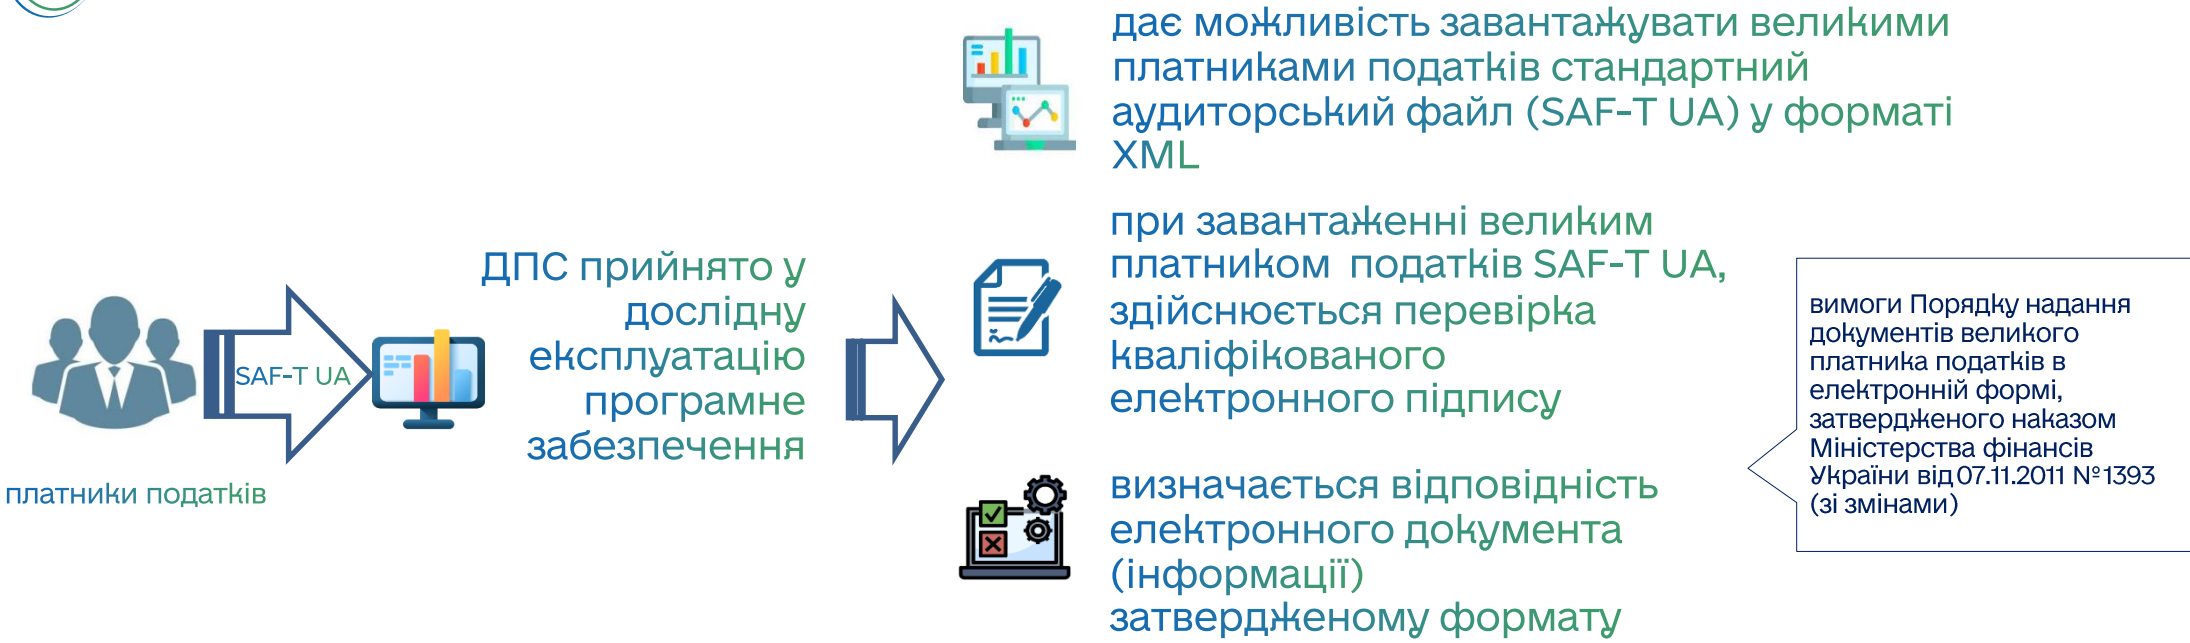 платники податків
SAF-T UA
ДПС прийнято у
дослідну
експлуатацію
програмне
забезпечення
дає можливість завантажувати великими
платниками податків стандартний
аудиторський файл (SAF-T UA) у форматі
XML
при завантаженні великим
платником податків SAF-T UA,
здійснюється перевірка
кваліфікованого
електронного підпису
визначається відповідність
електронного документа
(інформації)
затвердженому формату
вимоги Порядку надання
документів великого
платника податків в
електронній формі,
затвердженого наказом
Міністерства фінансів
України від 07.11.2011 №1393
(зі змінами)